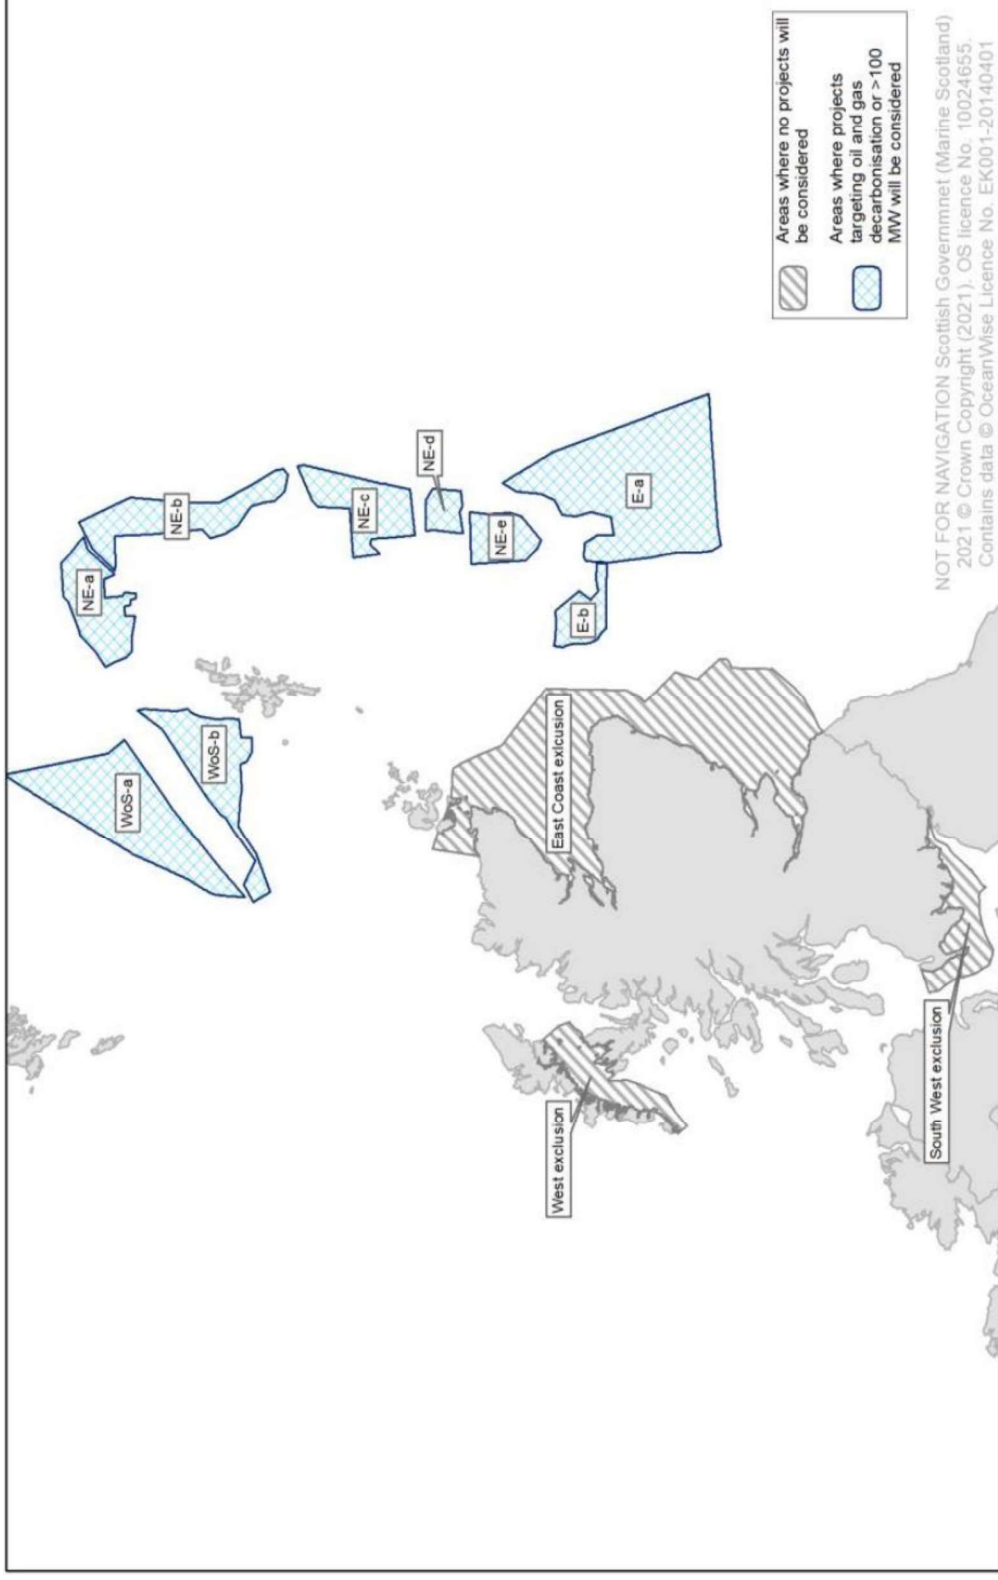 WoS-a
WoS-b
NE-a
NE-b
NE-c
NE-d
NE-e
E-a
E-b
East Coast exlcusion
West exclusion
South West exclusion
Areas where no projects will
be considered
Areas where projects
targeting oil and gas
decarbonisation or >100
MW will be considered
NOT FOR NAVIGATION Scottish Governmnet (Marine Scotland)
2021 © Crown Copyright (2021). OS licence No. 10024655.
Contains data © OceanWise Licence No. EK001-20140401